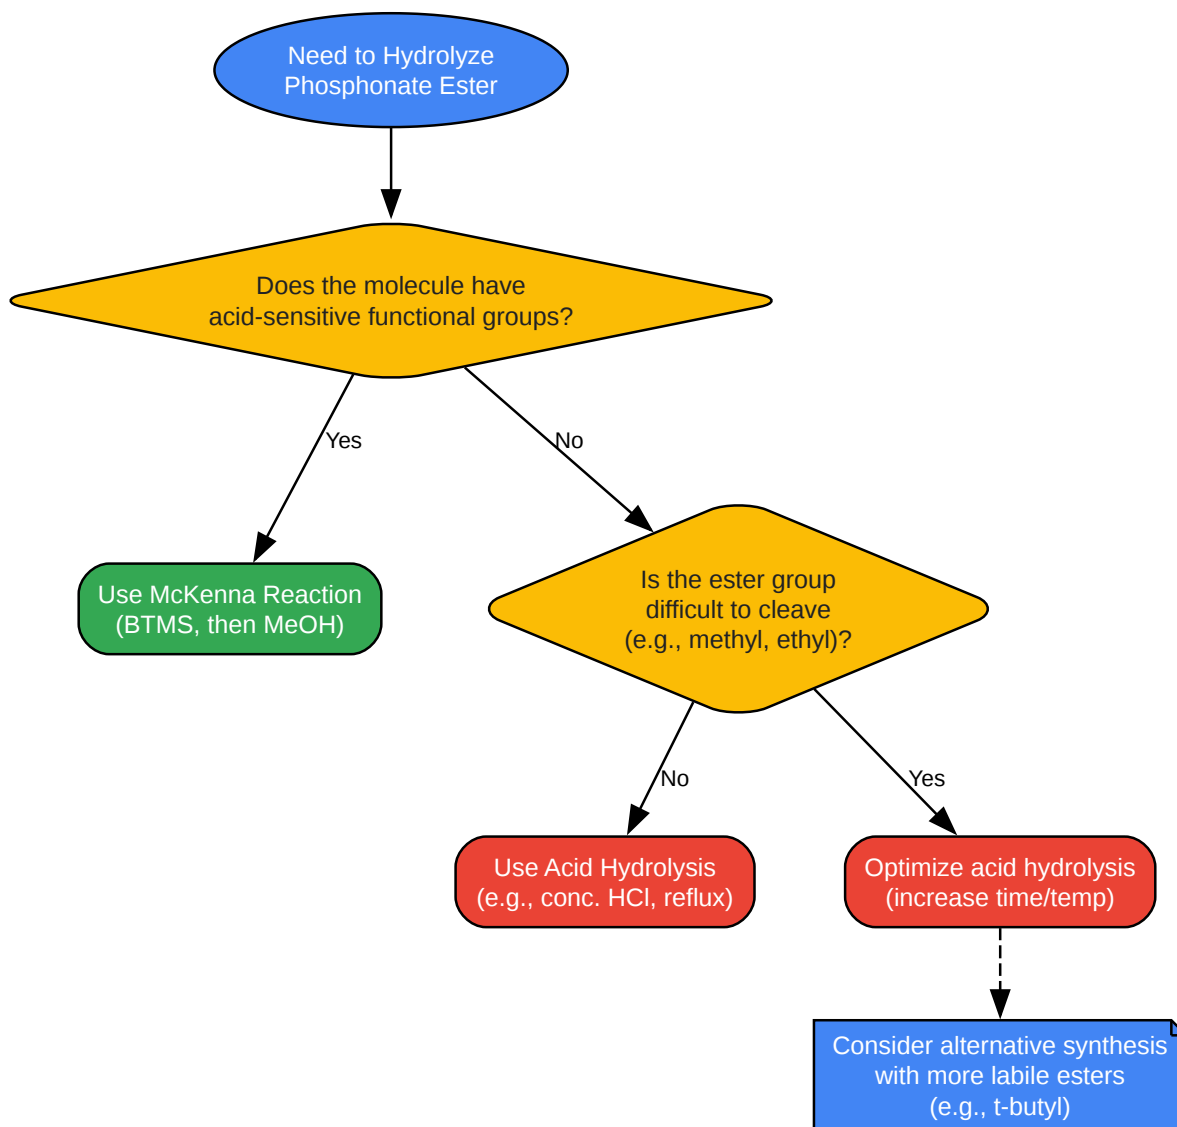 Need to Hydrolyze
Phosphonate Ester
Does the molecule have
acid-sensitive functional groups?
Yes
No
Use McKenna Reaction
(BTMS, then MeOH)
Is the ester group
difficult to cleave
(e.g., methyl, ethyl)?
No
Yes
Use Acid Hydrolysis
(e.g., conc. HCl, reflux)
Optimize acid hydrolysis
(increase time/temp)
Consider alternative synthesis
with more labile esters
(e.g., t-butyl)